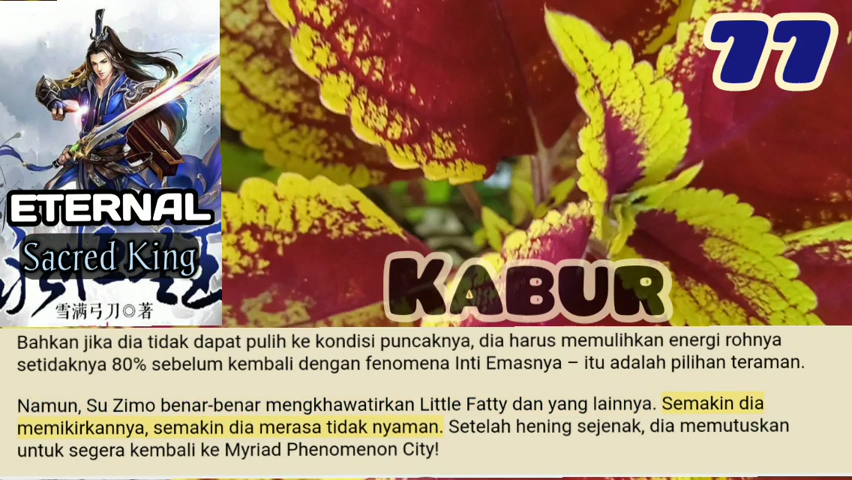 77
ETERNAL
Sacred King
雪满弓刀◎著
KABUR
Bahkan jika dia tidak dapat pulih ke kondisi puncaknya, dia harus memulihkan energi rohnya
setidaknya 80% sebelum kembali dengan fenomena Inti Emasnya – itu adalah pilihan teraman.
Namun, Su Zimo benar-benar mengkhawatirkan Little Fatty dan yang lainnya. Semakin dia
memikirkannya, semakin dia merasa tidak nyaman. Setelah hening sejenak, dia memutuskan
untuk segera kembali ke Myriad Phenomenon City!